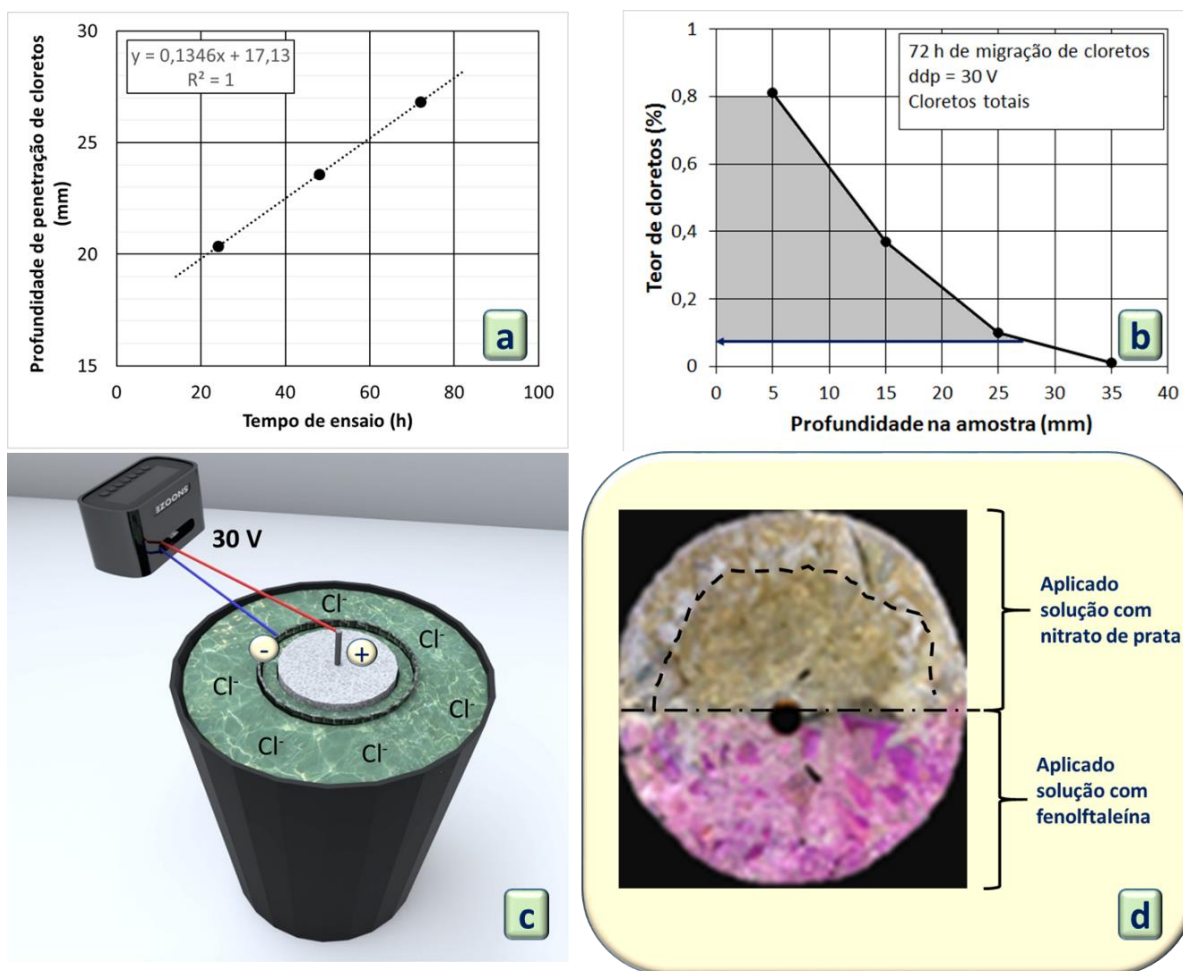 Profundidade de penetração de cloretos
(mm)
30
25
20
15
y = 0,1346x + 17,13
R² = 1
0
20
40
60
80
100
Tempo de ensaio (h)
a
Teor de cloretos (%)
1
0,8
0,6
0,4
0,2
0
72 h de migração de cloretos
ddp = 30 V
Cloretos totais
0
5
10
15
20
25
30
35
40
Profundidade na amostra (mm)
b
30 V
Cl-
Cl-
Cl-
Cl-
Cl-
Cl-
-
+
c
Aplicado
solução com
nitrato de prata
Aplicado
solução com
fenolftaleína
d